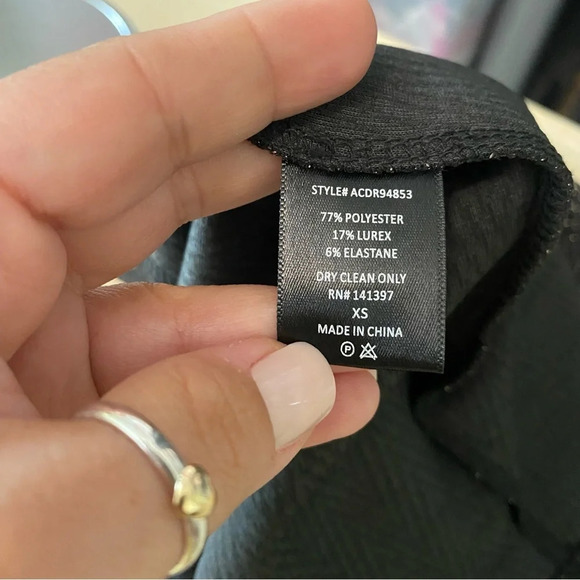 STYLE# ACDR94853
77% POLYESTER
17% LUREX
6% ELASTANE
DRY CLEAN ONLY
RN# 141397
XS
MADE IN CHINA
P